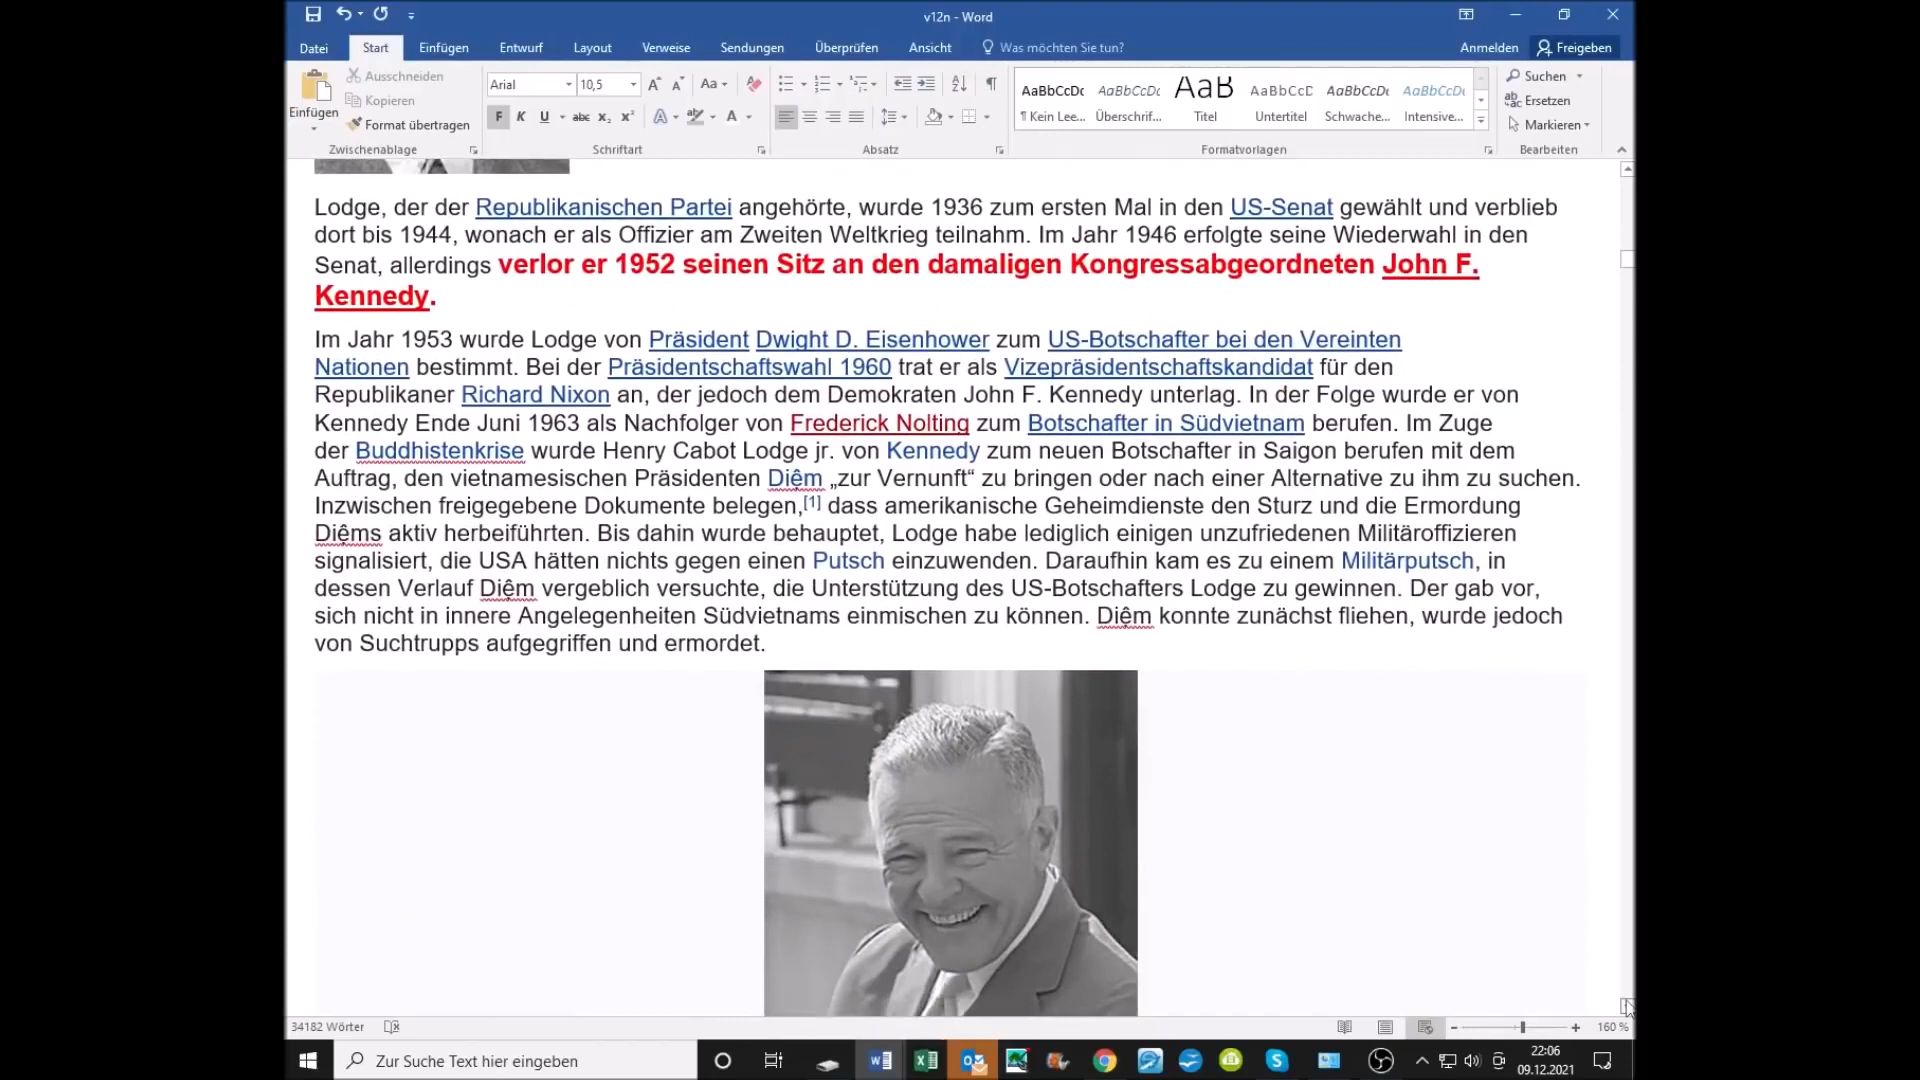 v12n - Word
Datei Start Einfügen Entwurf Layout Verweise Sendungen Überprüfen Ansicht Was möchten Sie tun? Anmelden Freigeben
Einfügen
Ausschneiden
Kopieren
Format übertragen
Zwischenablage
Arial 10,5
Aa
F K U abc x₂ x²
Schriftart
Absatz
AaBbCcDc AaBbCcDc AaB AaBbCcD AaBbCcDc AaBbCcDc
¶ Kein Lee... Überschrif... Titel Untertitel Schwache... Intensive...
Formatvorlagen
Suchen
Ersetzen
Markieren
Bearbeiten
Lodge, der der Republikanischen Partei angehörte, wurde 1936 zum ersten Mal in den US-Senat gewählt und verblieb
dort bis 1944, wonach er als Offizier am Zweiten Weltkrieg teilnahm. Im Jahr 1946 erfolgte seine Wiederwahl in den
Senat, allerdings verlor er 1952 seinen Sitz an den damaligen Kongressabgeordneten John F.
Kennedy.
Im Jahr 1953 wurde Lodge von Präsident Dwight D. Eisenhower zum US-Botschafter bei den Vereinten
Nationen bestimmt. Bei der Präsidentschaftswahl 1960 trat er als Vizepräsidentschaftskandidat für den
Republikaner Richard Nixon an, der jedoch dem Demokraten John F. Kennedy unterlag. In der Folge wurde er von
Kennedy Ende Juni 1963 als Nachfolger von Frederick Nolting zum Botschafter in Südvietnam berufen. Im Zuge
der Buddhistenkrise wurde Henry Cabot Lodge jr. von Kennedy zum neuen Botschafter in Saigon berufen mit dem
Auftrag, den vietnamesischen Präsidenten Diệm „zur Vernunft“ zu bringen oder nach einer Alternative zu ihm zu suchen.
Inzwischen freigegebene Dokumente belegen,[1] dass amerikanische Geheimdienste den Sturz und die Ermordung
Diệms aktiv herbeiführten. Bis dahin wurde behauptet, Lodge habe lediglich einigen unzufriedenen Militäroffizieren
signalisiert, die USA hätten nichts gegen einen Putsch einzuwenden. Daraufhin kam es zu einem Militärputsch, in
dessen Verlauf Diệm vergeblich versuchte, die Unterstützung des US-Botschafters Lodge zu gewinnen. Der gab vor,
sich nicht in innere Angelegenheiten Südvietnams einmischen zu können. Diệm konnte zunächst fliehen, wurde jedoch
von Suchtrupps aufgegriffen und ermordet.
34182 Wörter
160 %
Zur Suche Text hier eingeben
22:06
09.12.2021